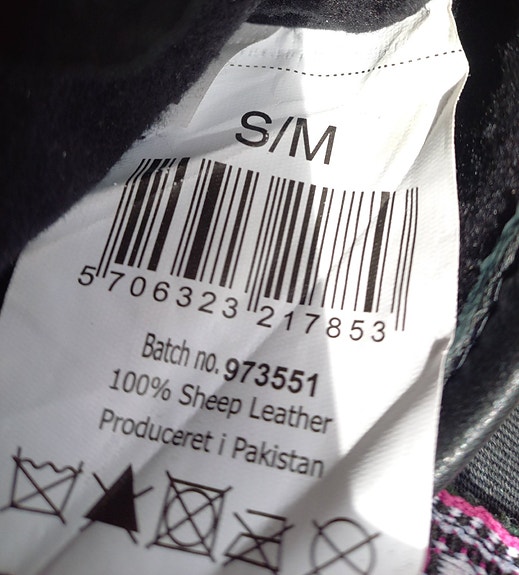 S/M
5 706323 217853
Batch no. 973551
100% Sheep Leather
Produceret i Pakistan